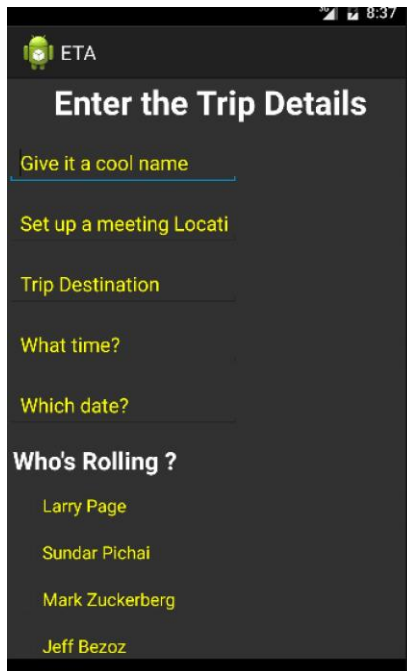 3G 8:37
ETA
Enter the Trip Details
Give it a cool name
Set up a meeting Locati
Trip Destination
What time?
Which date?
Who's Rolling ?
Larry Page
Sundar Pichai
Mark Zuckerberg
Jeff Bezoz